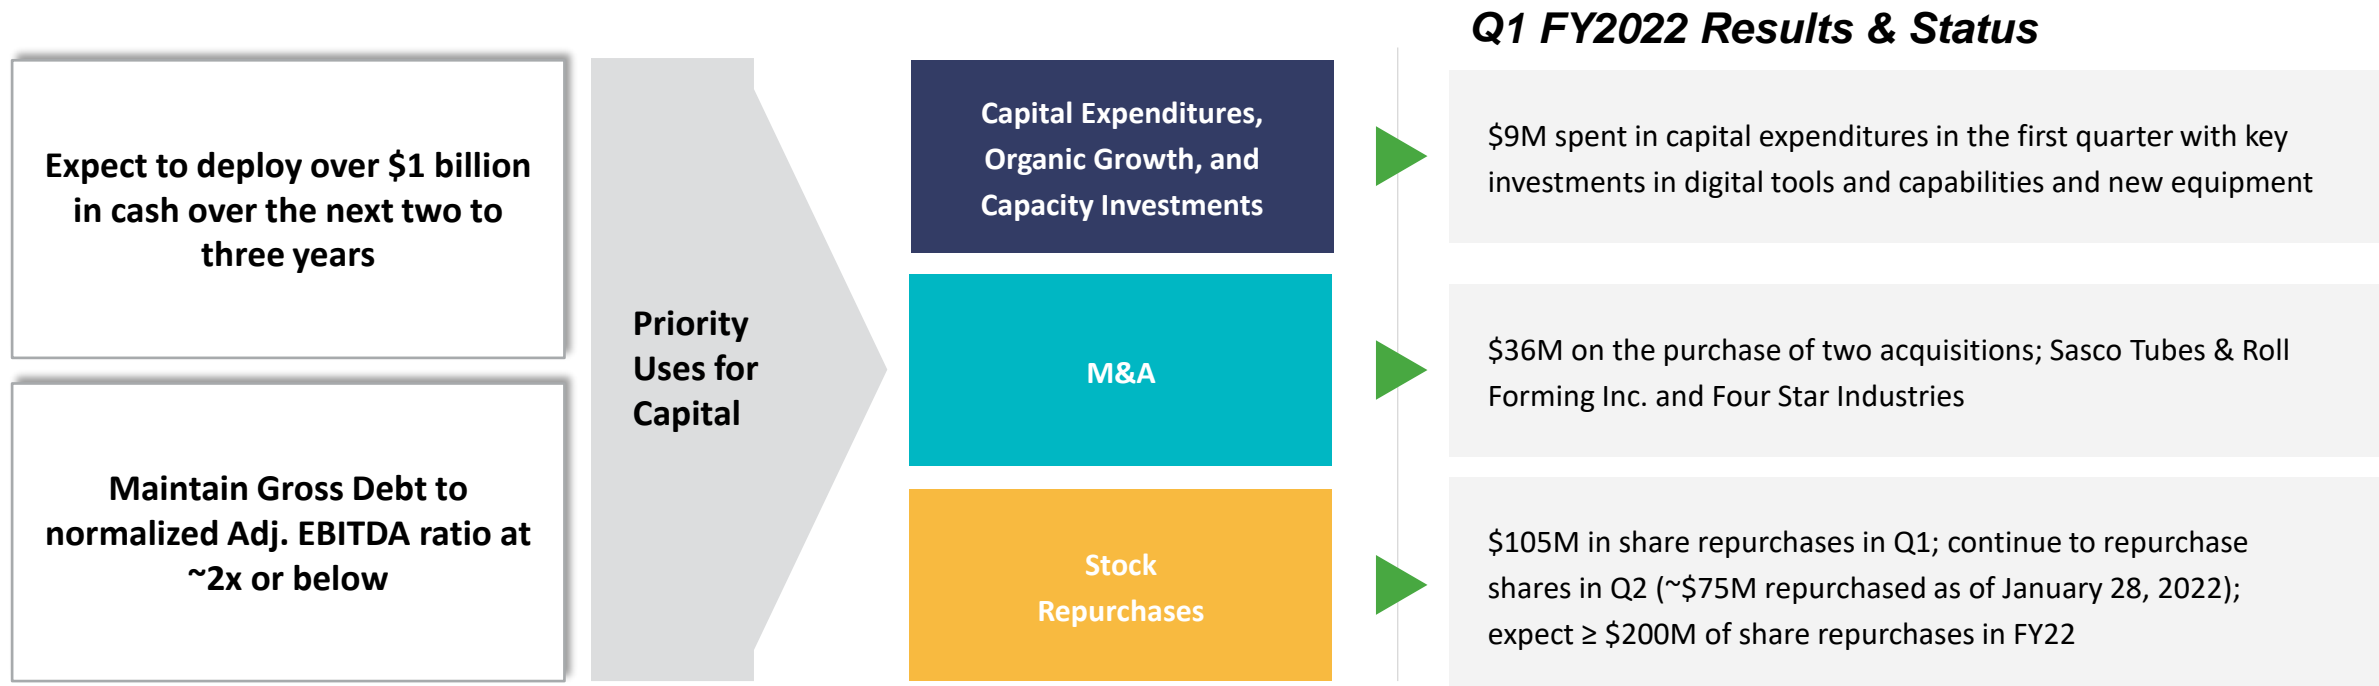 Q1 FY2022 Results & Status
Expect to deploy over $1 billion
in cash over the next two to
three years
Maintain Gross Debt to
normalized Adj. EBITDA ratio at
~2x or below
Priority
Uses for
Capital
Capital Expenditures,
Organic Growth, and
Capacity Investments
$9M spent in capital expenditures in the first quarter with key
investments in digital tools and capabilities and new equipment
M&A
$36M on the purchase of two acquisitions; Sasco Tubes & Roll
Forming Inc. and Four Star Industries
Stock
Repurchases
$105M in share repurchases in Q1; continue to repurchase
shares in Q2 (~$75M repurchased as of January 28, 2022);
expect ≥ $200M of share repurchases in FY22